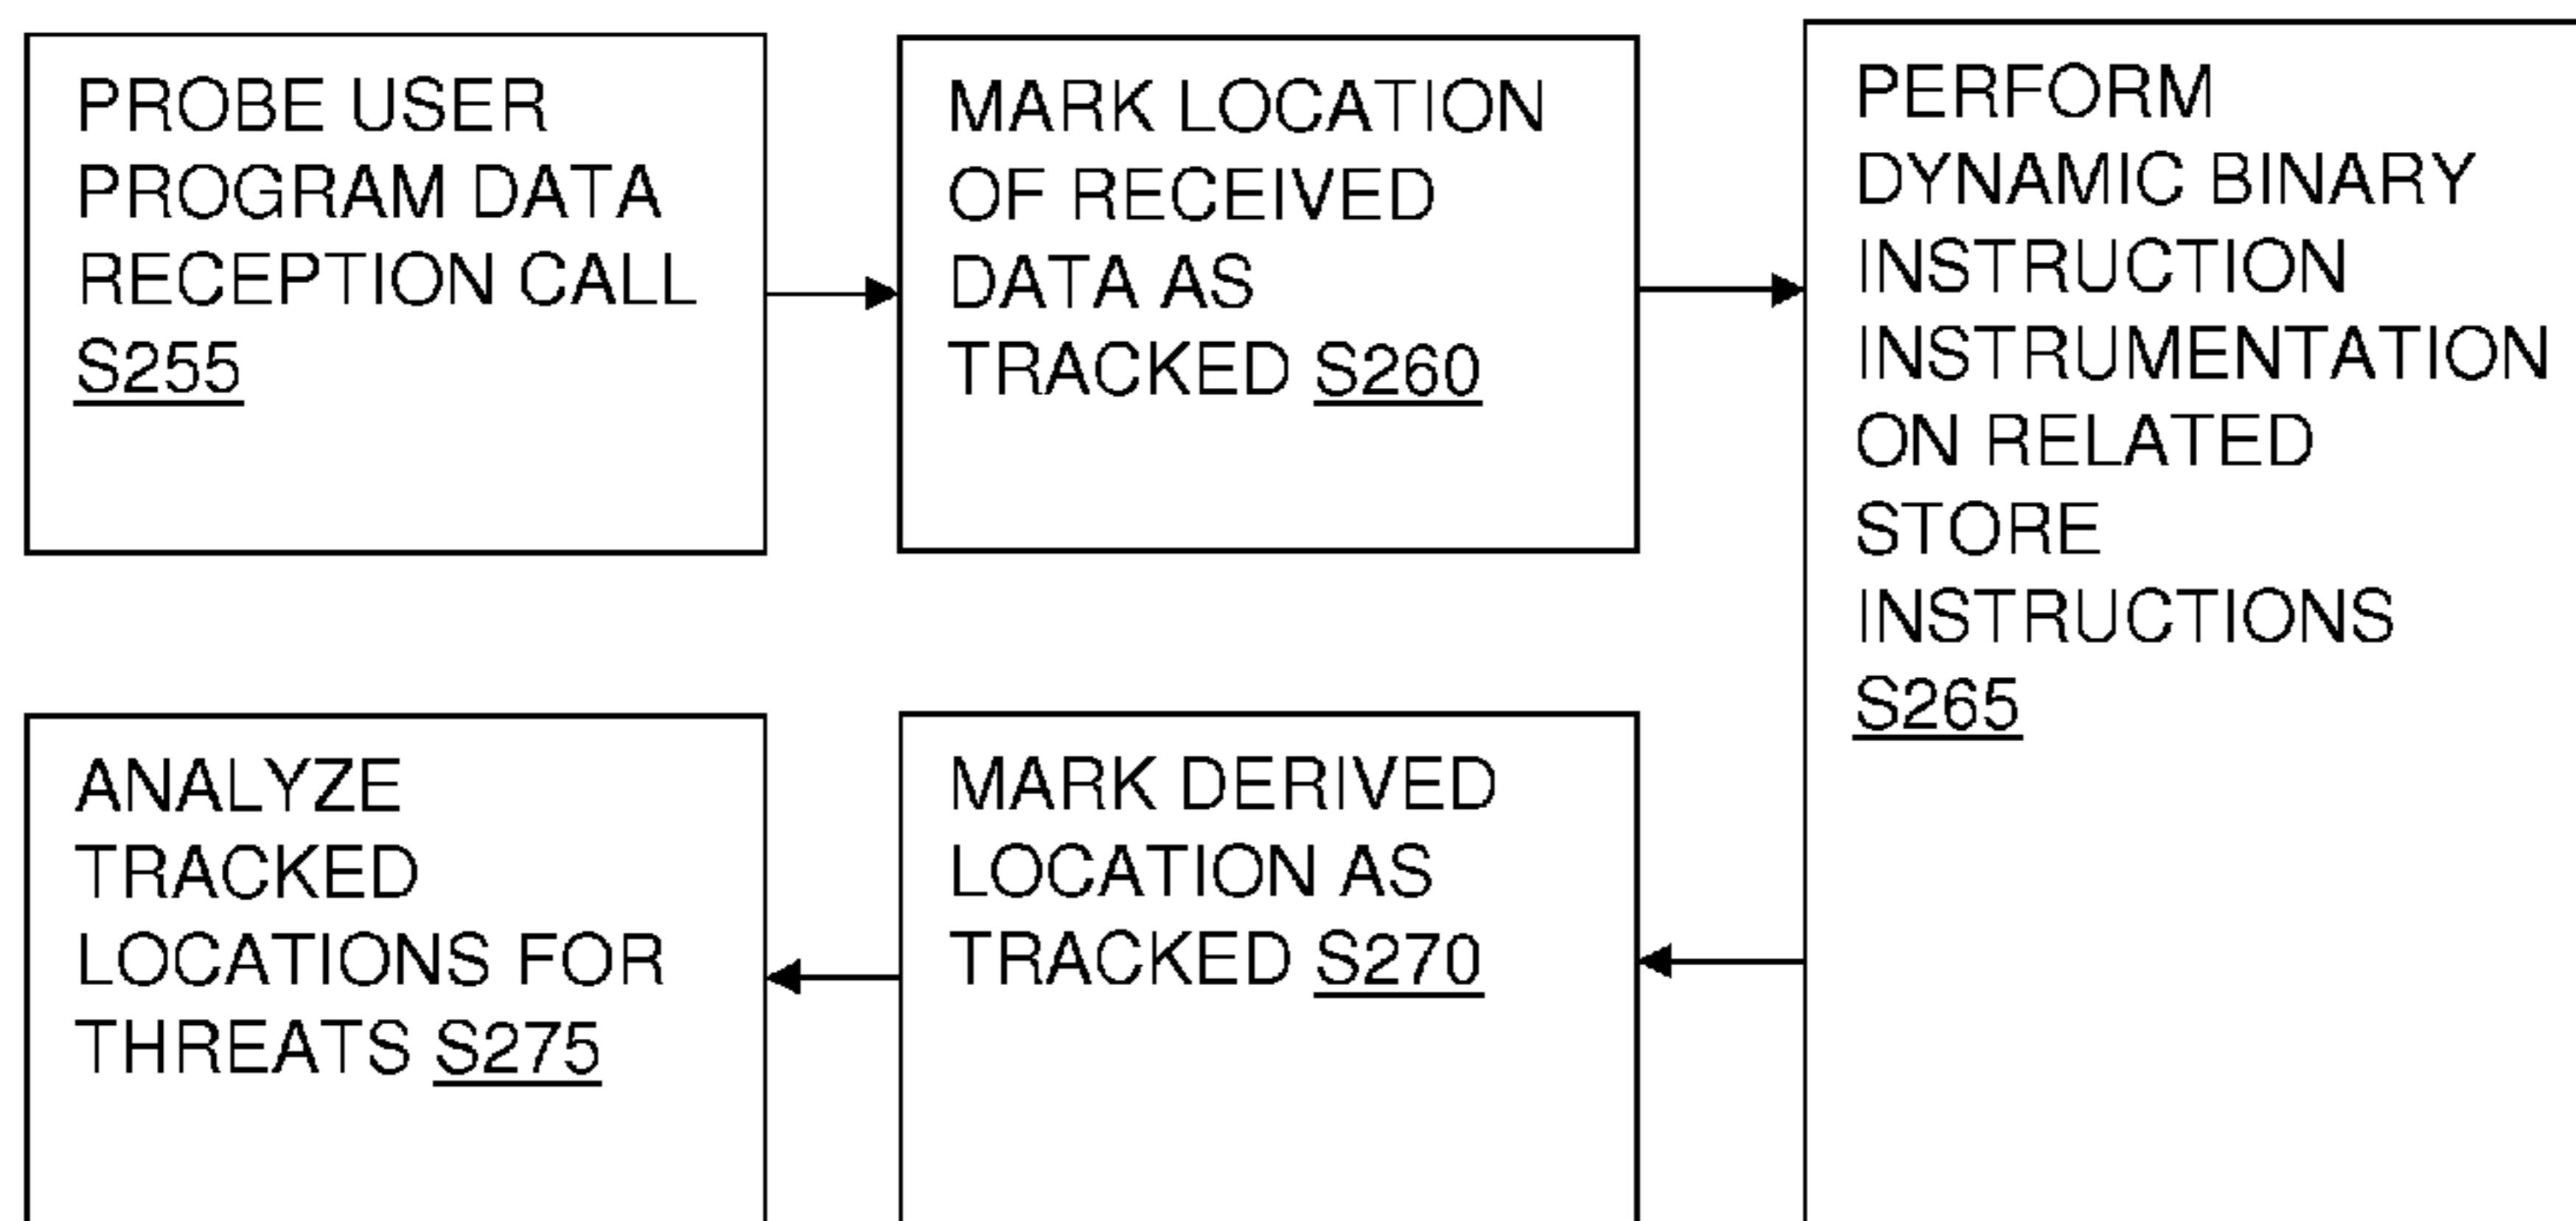 PROBE USER
PROGRAM DATA
RECEPTION CALL
S255
MARK LOCATION
OF RECEIVED
DATA AS
TRACKED S260
PERFORM
DYNAMIC BINARY
INSTRUCTION
INSTRUMENTATION
ON RELATED
STORE
INSTRUCTIONS
S265
MARK DERIVED
LOCATION AS
TRACKED S270
ANALYZE
TRACKED
LOCATIONS FOR
THREATS S275